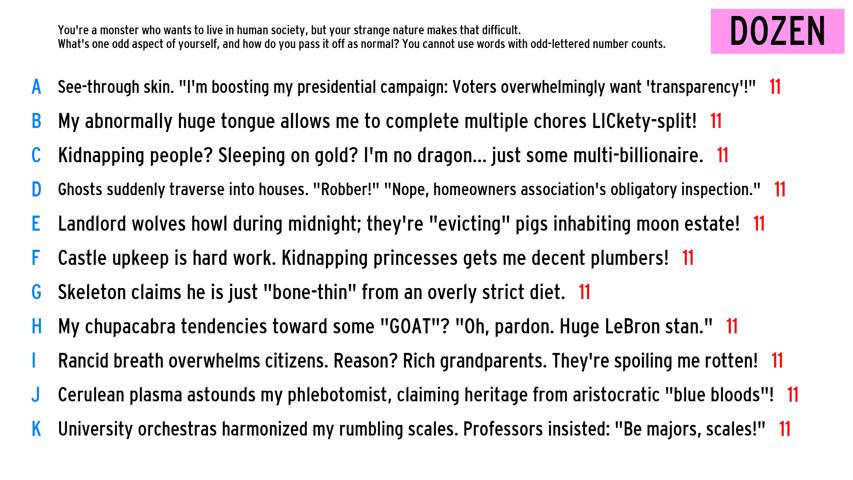 You're a monster who wants to live in human society, but your strange nature makes that difficult.
What's one odd aspect of yourself, and how do you pass it off as normal? You cannot use words with odd-lettered number counts.
DOZEN
A See-through skin. "I'm boosting my presidential campaign: Voters overwhelmingly want 'transparency'!" 11
B My abnormally huge tongue allows me to complete multiple chores LICkety-split! 11
C Kidnapping people? Sleeping on gold? I'm no dragon... just some multi-billionaire. 11
D Ghosts suddenly traverse into houses. "Robber!" "Nope, homeowners association's obligatory inspection." 11
E Landlord wolves howl during midnight; they're "evicting" pigs inhabiting moon estate! 11
F Castle upkeep is hard work. Kidnapping princesses gets me decent plumbers! 11
G Skeleton claims he is just "bone-thin" from an overly strict diet. 11
H My chupacabra tendencies toward some "GOAT"? "Oh, pardon. Huge LeBron stan." 11
I Rancid breath overwhelms citizens. Reason? Rich grandparents. They're spoiling me rotten! 11
J Cerulean plasma astounds my phlebotomist, claiming heritage from aristocratic "blue bloods"! 11
K University orchestras harmonized my rumbling scales. Professors insisted: "Be majors, scales!" 11